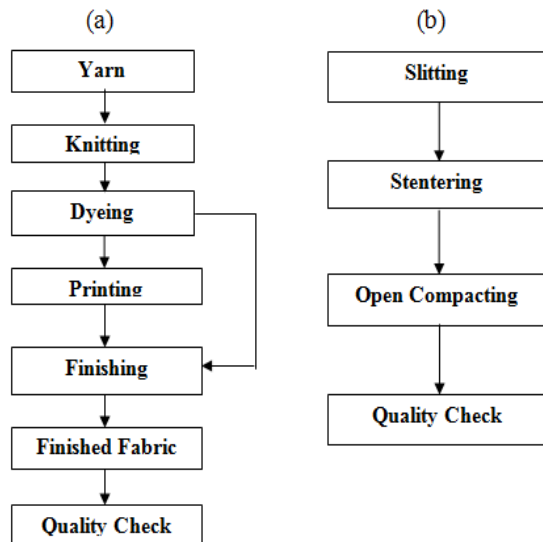 (a)
Yarn
Knitting
Dyeing
Printing
Finishing
Finished Fabric
Quality Check
(b)
Slitting
Stentering
Open Compacting
Quality Check